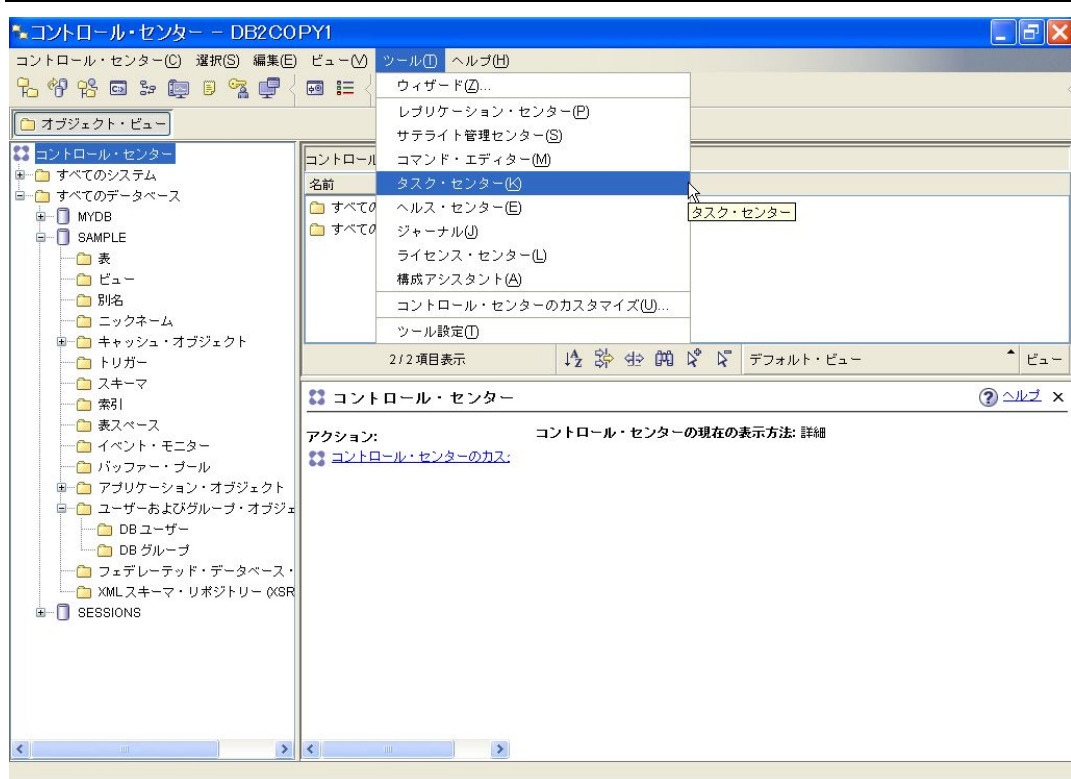 コントロール・センター - DB2COPY1
コントロール・センター(C) 選択(S) 編集(E) ビュー(V) ツール(T) ヘルプ(H)
ウィザード(Z)...
レプリケーション・センター(P)
サテライト管理センター(S)
コマンド・エディター(M)
タスク・センター(K)
ヘルス・センター(E)
ジャーナル(J)
ライセンス・センター(L)
構成アシスタント(A)
コントロール・センターのカスタマイズ(U)...
ツール設定(T)
タスク・センター
オブジェクト・ビュー
コントロール・センター
すべてのシステム
すべてのデータベース
MYDB
SAMPLE
表
ビュー
別名
ニックネーム
キャッシュ・オブジェクト
トリガー
スキーマ
索引
表スペース
イベント・モニター
バッファー・プール
アプリケーション・オブジェクト
ユーザーおよびグループ・オブジェ
DB ユーザー
DB グループ
フェデレーテッド・データベース・
XML スキーマ・リポジトリー (XSR
SESSIONS
コントロール
名前
すべての
すべての
2/2 項目表示 デフォルト・ビュー ビュー
コントロール・センター ヘルプ
アクション: コントロール・センターの現在の表示方法: 詳細
コントロール・センターのカス